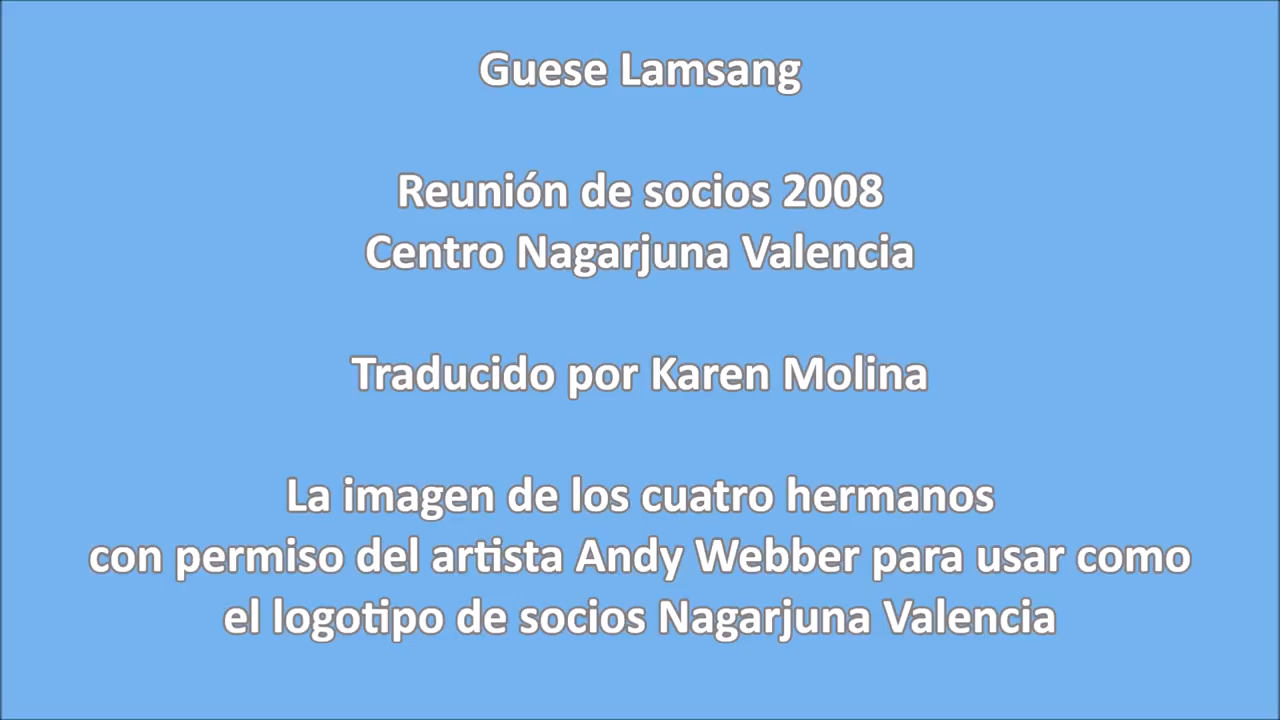 Guese Lamsang
Reunión de socios 2008
Centro Nagarjuna Valencia
Traducido por Karen Molina
La imagen de los cuatro hermanos
con permiso del artista Andy Webber para usar como
el logotipo de socios Nagarjuna Valencia